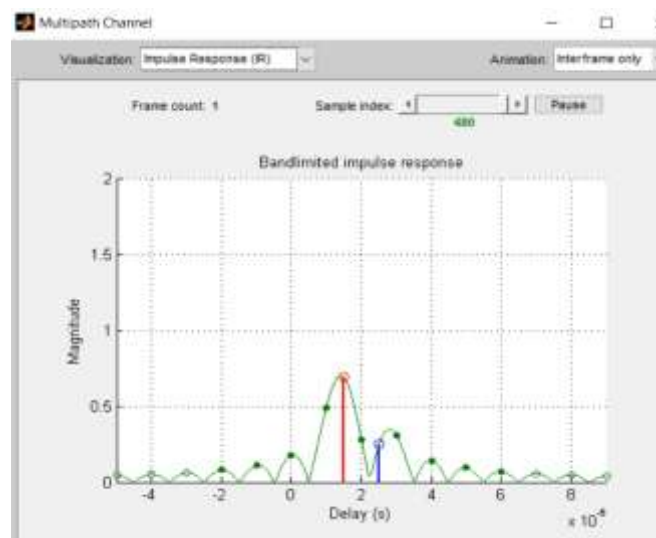 Multipath Channel
Visualization: Impulse Response (IR) Animation: Interframe only
Frame count: 1 Sample index: Pause
480
Bandlimited impulse response
2
1.5
1
0.5
0
Magnitude
-4 -2 0 2 4 6 8
Delay (s)